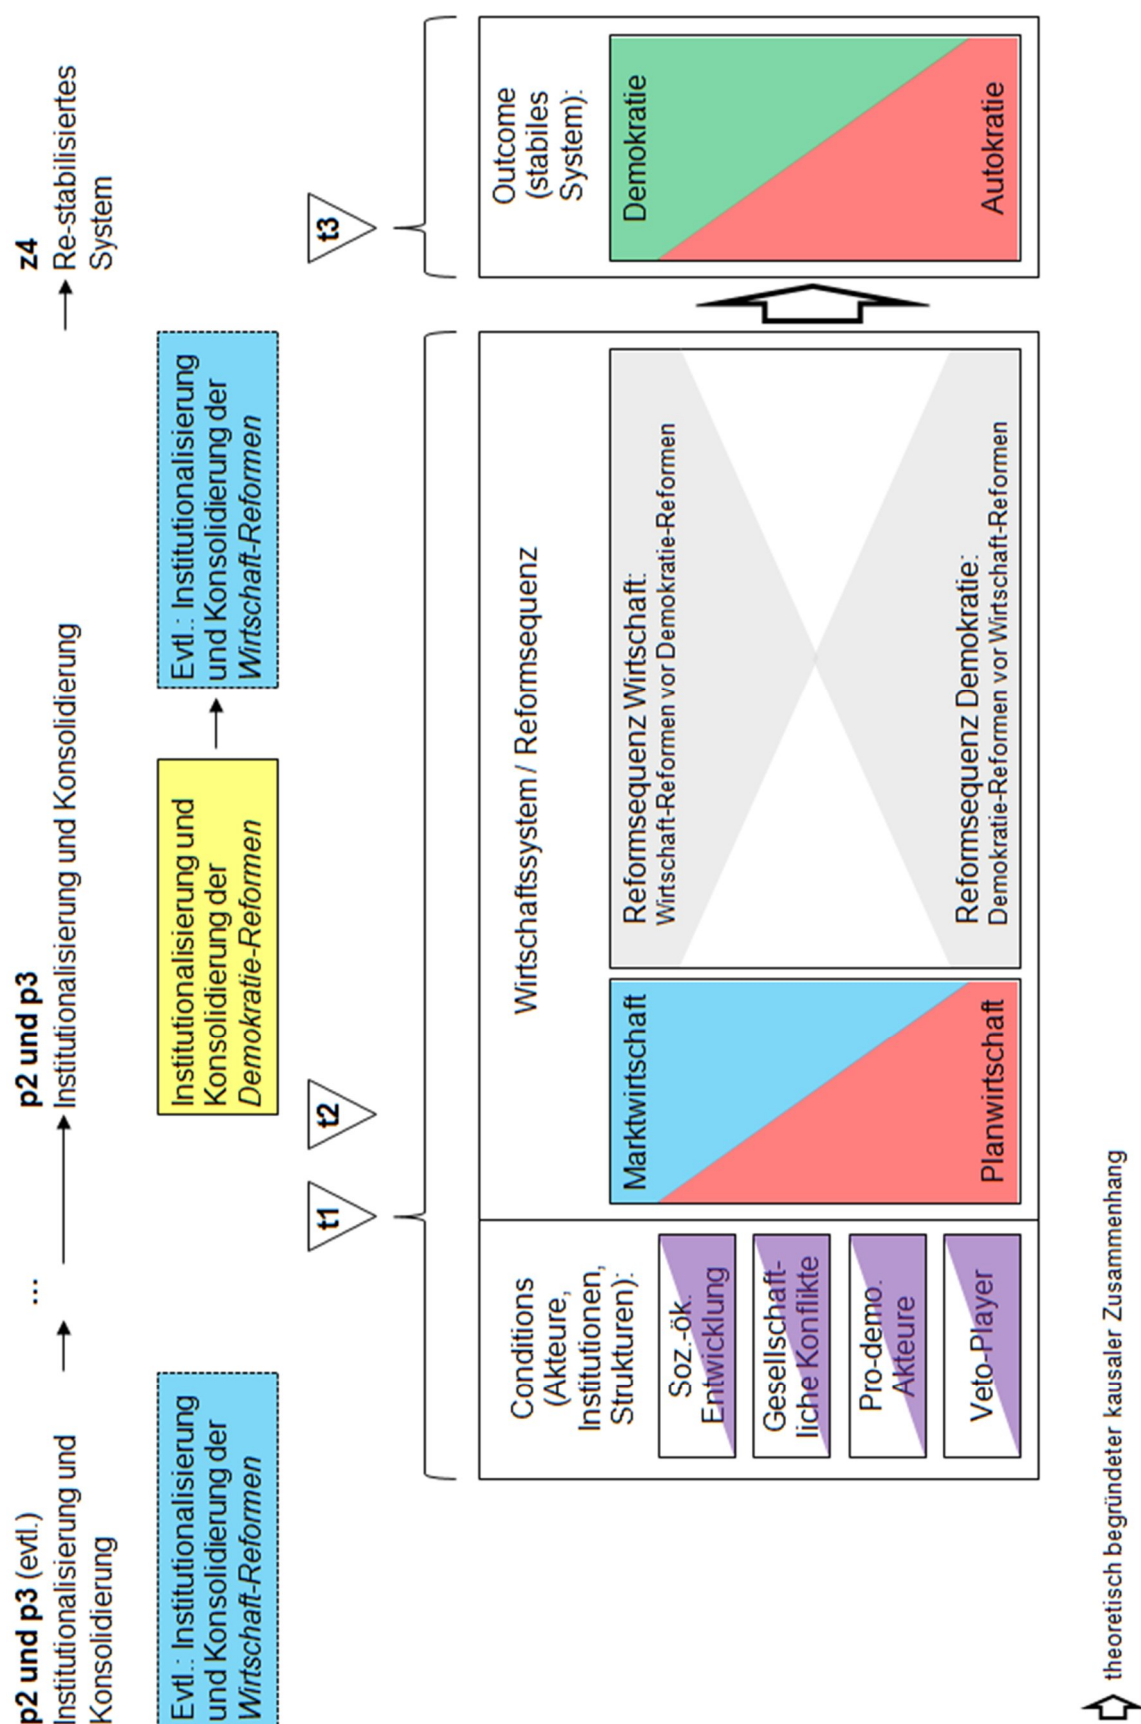 p2 und p3 (evtl.)
Institutionalisierung und
Konsolidierung
...
p2 und p3
Institutionalisierung und Konsolidierung
z4
Re-stabilisiertes
System
Evtl.: Institutionalisierung
und Konsolidierung der
Wirtschaft-Reformen
Institutionalisierung und
Konsolidierung der
Demokratie-Reformen
Evtl.: Institutionalisierung
und Konsolidierung der
Wirtschaft-Reformen
t1
t2
t3
Conditions
(Akteure,
Institutionen,
Strukturen):
Soz.-ök.
Entwicklung
Gesellschaft-
liche Konflikte
Pro-demo.
Akteure
Veto-Player
Wirtschaftssystem / Reformsequenz
Marktwirtschaft
Planwirtschaft
Reformsequenz Wirtschaft:
Wirtschaft-Reformen vor Demokratie-Reformen
Reformsequenz Demokratie:
Demokratie-Reformen vor Wirtschaft-Reformen
Outcome
(stabiles
System):
Demokratie
Autokratie
theoretisch begründeter kausaler Zusammenhang